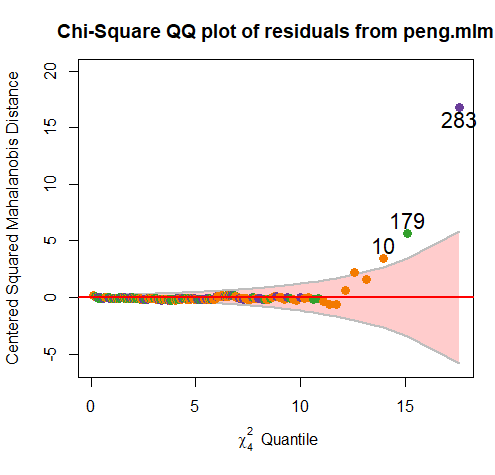 Chi-Square QQ plot of residuals from peng.mlm
Centered Squared Mahalanobis Distance
20
15
10
5
0
-5
283
179
10
0 5 10 15
χ²₄ Quantile